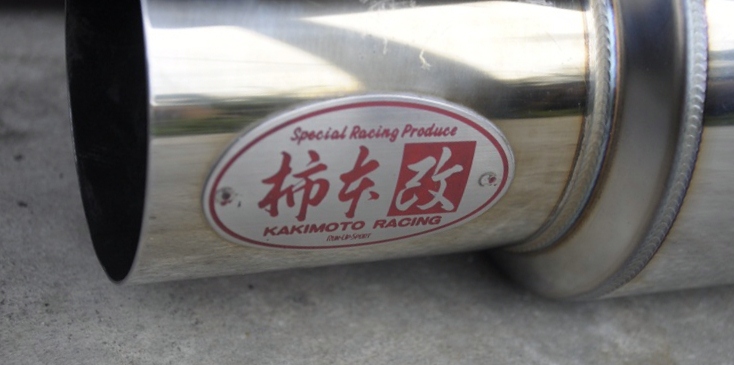 Special Racing Produce
柿本改
KAKIMOTO RACING